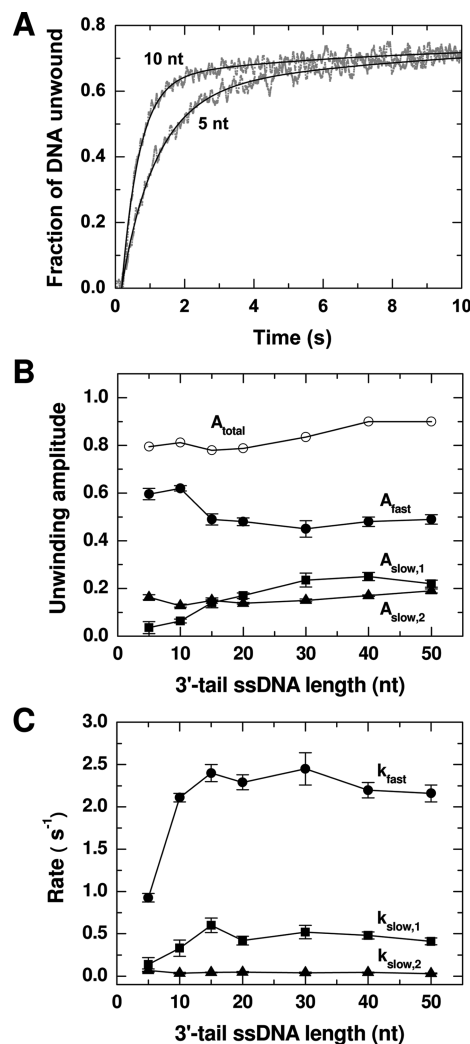 A
0.8
0.6
0.4
0.2
0.0
Fraction of DNA unwound
10 nt
5 nt
0 2 4 6 8 10
Time (s)
B
1.0
0.8
0.6
0.4
0.2
0.0
Unwinding amplitude
A_total
A_fast
A_slow,1
A_slow,2
0 10 20 30 40 50
3'-tail ssDNA length (nt)
C
3.0
2.5
2.0
1.5
1.0
0.5
0.0
Rate ( s⁻¹)
k_fast
k_slow,1
k_slow,2
0 10 20 30 40 50
3'-tail ssDNA length (nt)